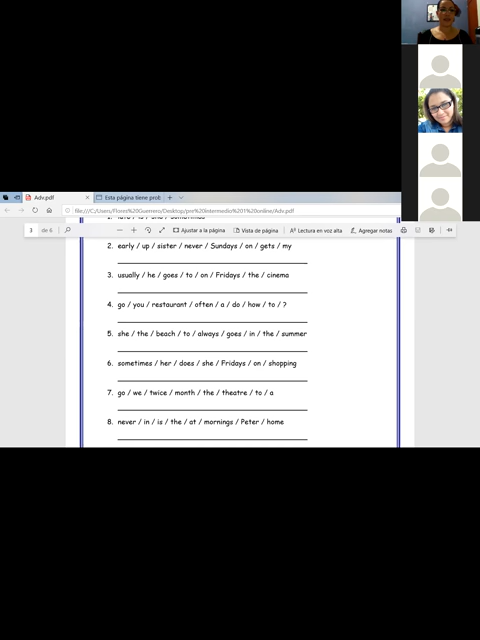 Adv.pdf
Esta página tiene prob
file:///C:/Users/Flores%20Guerrero/Desktop/pre%20intermedio%201%20online/Adv.pdf
3 de 6
Ajustar a la página
Vista de página
Lectura en voz alta
Agregar notas
2. early / up / sister / never / Sundays / on / gets / my
3. usually / he / goes / to / on / Fridays / the / cinema
4. go / you / restaurant / often / a / do / how / to / ?
5. she / the / beach / to / always / goes / in / the / summer
6. sometimes / her / does / she / Fridays / on / shopping
7. go / we / twice / month / the / theatre / to / a
8. never / in / is / the / at / mornings / Peter / home